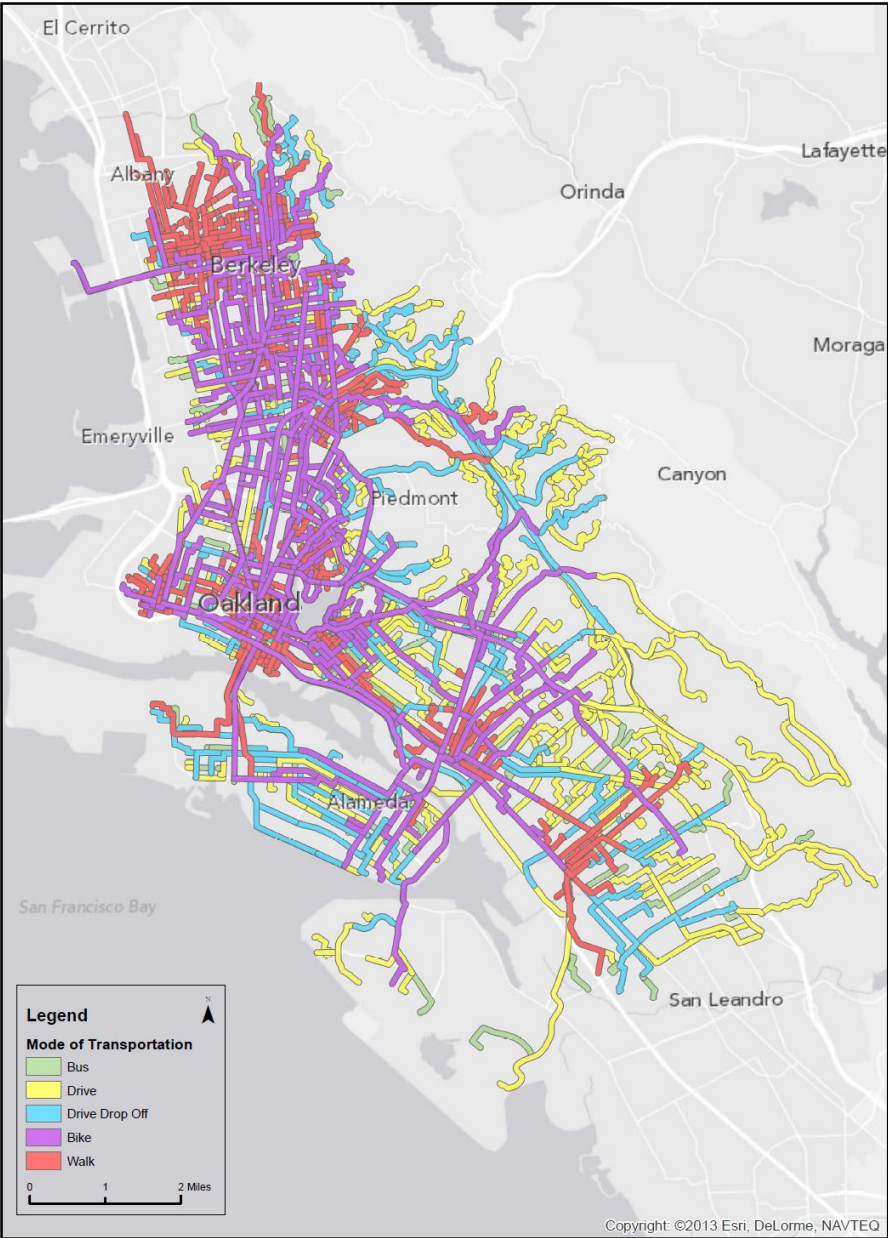 El Cerrito
Lafayette
Albany
Orinda
Berkeley
Moraga
Emeryville
Canyon
Piedmont
Oakland
Alameda
San Francisco Bay
San Leandro
Legend
N
Mode of Transportation
Bus
Drive
Drive Drop Off
Bike
Walk
0 1 2 Miles
Copyright: ©2013 Esri, DeLorme, NAVTEQ